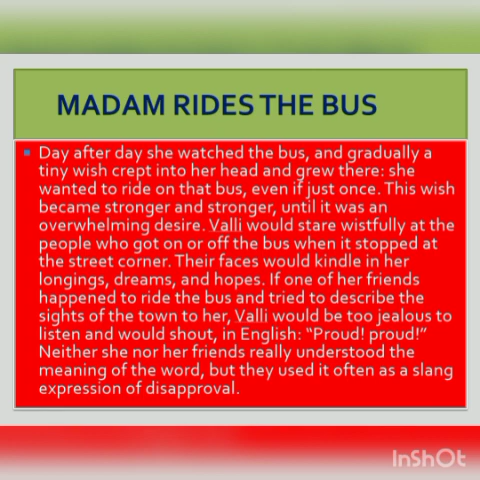 MADAM RIDES THE BUS
Day after day she watched the bus, and gradually a
tiny wish crept into her head and grew there: she
wanted to ride on that bus, even if just once. This wish
became stronger and stronger, until it was an
overwhelming desire. Valli would stare wistfully at the
people who got on or off the bus when it stopped at
the street corner. Their faces would kindle in her
longings, dreams, and hopes. If one of her friends
happened to ride the bus and tried to describe the
sights of the town to her, Valli would be too jealous to
listen and would shout, in English: “Proud! proud!”
Neither she nor her friends really understood the
meaning of the word, but they used it often as a slang
expression of disapproval.
InShOt